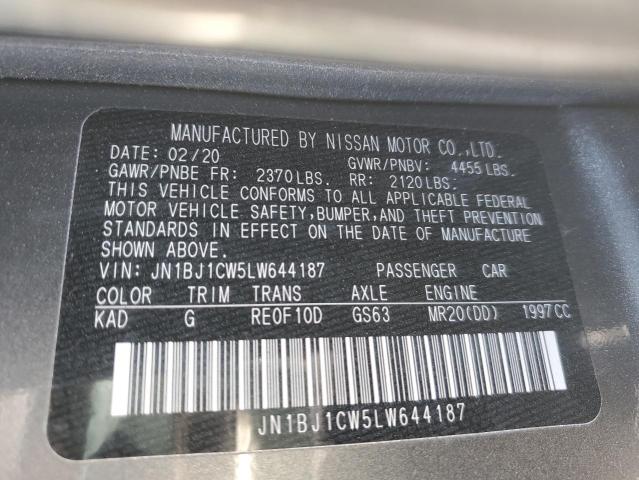 MANUFACTURED BY NISSAN MOTOR CO.,LTD.
DATE: 02/20 GVWR/PNBV: 4455LBS.
GAWR/PNBE FR: 2370LBS. RR: 2120LBS.
THIS VEHICLE CONFORMS TO ALL APPLICABLE FEDERAL
MOTOR VEHICLE SAFETY,BUMPER,AND THEFT PREVENTION
STANDARDS IN EFFECT ON THE DATE OF MANUFACTURE
SHOWN ABOVE.
VIN: JN1BJ1CW5LW644187 PASSENGER CAR
COLOR TRIM TRANS AXLE ENGINE
KAD G RE0F10D GS63 MR20(DD) 1997CC
JN1BJ1CW5LW644187